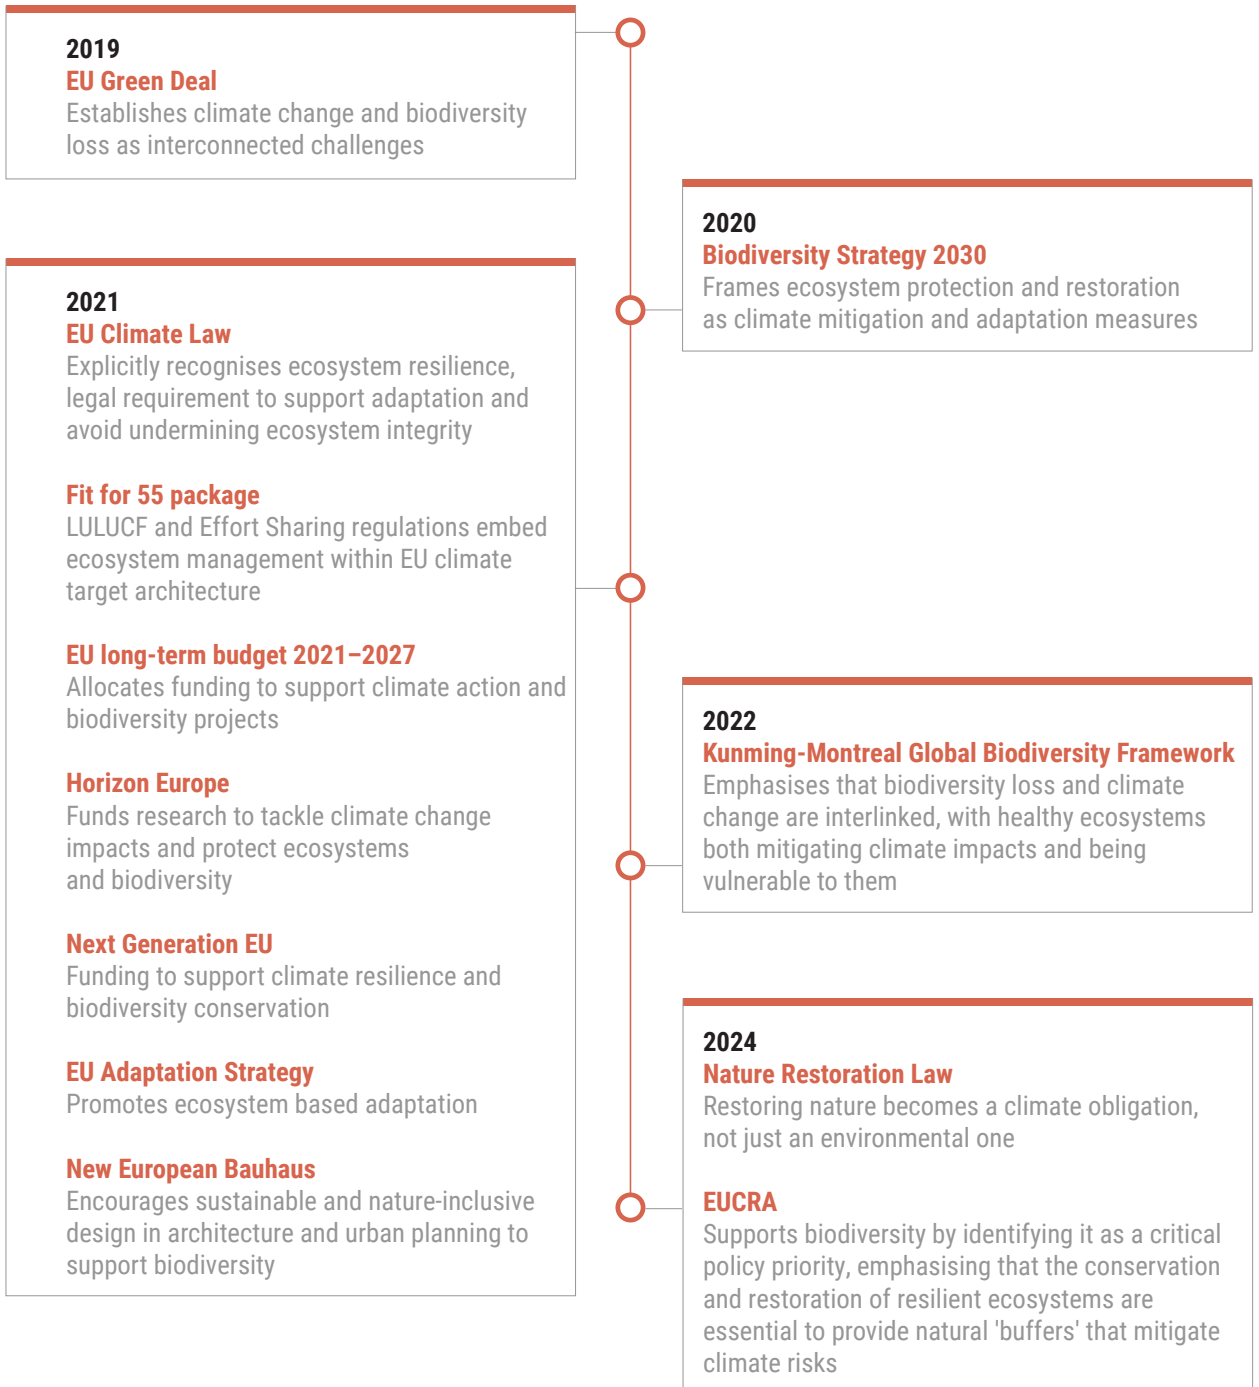 2019
EU Green Deal
Establishes climate change and biodiversity
loss as interconnected challenges
2020
Biodiversity Strategy 2030
Frames ecosystem protection and restoration
as climate mitigation and adaptation measures
2021
EU Climate Law
Explicitly recognises ecosystem resilience,
legal requirement to support adaptation and
avoid undermining ecosystem integrity
Fit for 55 package
LULUCF and Effort Sharing regulations embed
ecosystem management within EU climate
target architecture
EU long-term budget 2021–2027
Allocates funding to support climate action and
biodiversity projects
Horizon Europe
Funds research to tackle climate change
impacts and protect ecosystems
and biodiversity
Next Generation EU
Funding to support climate resilience and
biodiversity conservation
EU Adaptation Strategy
Promotes ecosystem based adaptation
New European Bauhaus
Encourages sustainable and nature-inclusive
design in architecture and urban planning to
support biodiversity
2022
Kunming-Montreal Global Biodiversity Framework
Emphasises that biodiversity loss and climate
change are interlinked, with healthy ecosystems
both mitigating climate impacts and being
vulnerable to them
2024
Nature Restoration Law
Restoring nature becomes a climate obligation,
not just an environmental one
EUCRA
Supports biodiversity by identifying it as a critical
policy priority, emphasising that the conservation
and restoration of resilient ecosystems are
essential to provide natural 'buffers' that mitigate
climate risks